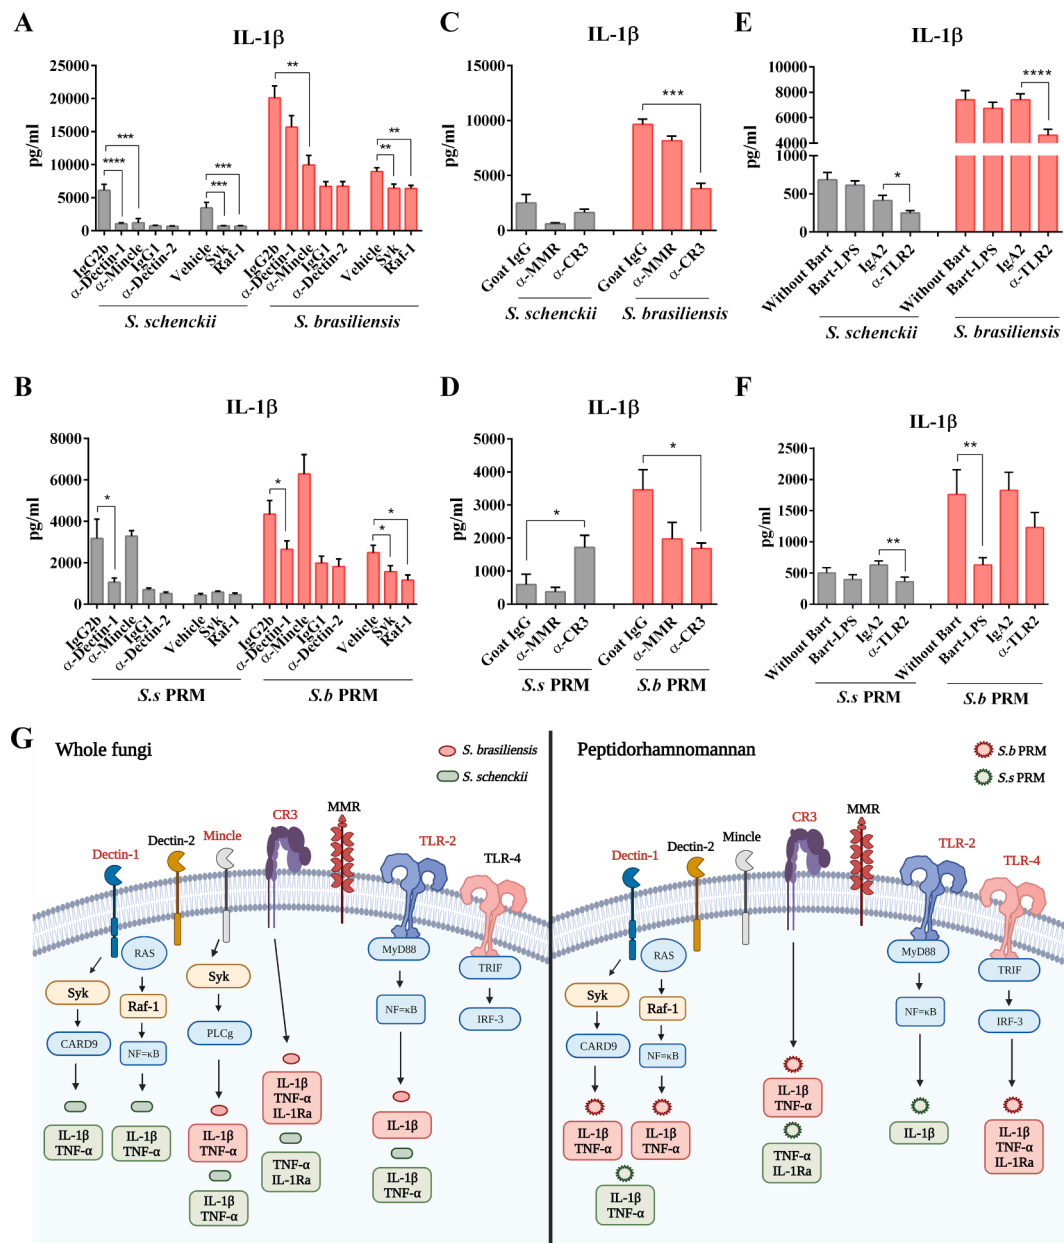 A
IL-1β
pg/ml
25000
20000
15000
10000
5000
0
**
****
***
***
***
**
**
IgG2b
α-Dectin-1
α-Mincle
IgG1
α-Dectin-2
Vehicle
Syk
Raf-1
IgG2b
α-Dectin-1
α-Mincle
IgG1
α-Dectin-2
Vehicle
Syk
Raf-1
S. schenckii
S. brasiliensis
C
IL-1β
pg/ml
15000
10000
5000
0
***
Goat IgG
α-MMR
α-CR3
Goat IgG
α-MMR
α-CR3
S. schenckii
S. brasiliensis
E
IL-1β
pg/ml
10000
8000
6000
4000
1000
500
0
*
****
Without Bart
Bart-LPS
IgA2
α-TLR2
Without Bart
Bart-LPS
IgA2
α-TLR2
S. schenckii
S. brasiliensis
B
IL-1β
pg/ml
8000
6000
4000
2000
0
*
*
*
*
IgG2b
α-Dectin-1
α-Mincle
IgG1
α-Dectin-2
Vehicle
Syk
Raf-1
IgG2b
α-Dectin-1
α-Mincle
IgG1
α-Dectin-2
Vehicle
Syk
Raf-1
S.s PRM
S.b PRM
D
IL-1β
pg/ml
5000
4000
3000
2000
1000
0
*
*
Goat IgG
α-MMR
α-CR3
Goat IgG
α-MMR
α-CR3
S.s PRM
S.b PRM
F
IL-1β
pg/ml
2500
2000
1500
1000
500
0
**
**
Without Bart
Bart-LPS
IgA2
α-TLR2
Without Bart
Bart-LPS
IgA2
α-TLR2
S.s PRM
S.b PRM
G
Whole fungi
S. brasiliensis
S. schenckii
Dectin-1
Dectin-2
Mincle
CR3
MMR
TLR-2
TLR-4
RAS
Syk
Raf-1
CARD9
NF=κB
Syk
PLCg
MyD88
NF=κB
TRIF
IRF-3
IL-1β
TNF-α
IL-1β
TNF-α
IL-1β
TNF-α
IL-1β
TNF-α
IL-1β
TNF-α
IL-1Ra
TNF-α
IL-1Ra
IL-1β
IL-1β
TNF-α
Peptidorhamnomannan
S.b PRM
S.s PRM
Dectin-1
Dectin-2
Mincle
CR3
MMR
TLR-2
TLR-4
RAS
Syk
Raf-1
CARD9
NF=κB
MyD88
NF=κB
TRIF
IRF-3
IL-1β
TNF-α
IL-1β
TNF-α
IL-1β
TNF-α
IL-1β
TNF-α
TNF-α
IL-1Ra
IL-1β
IL-1β
TNF-α
IL-1Ra